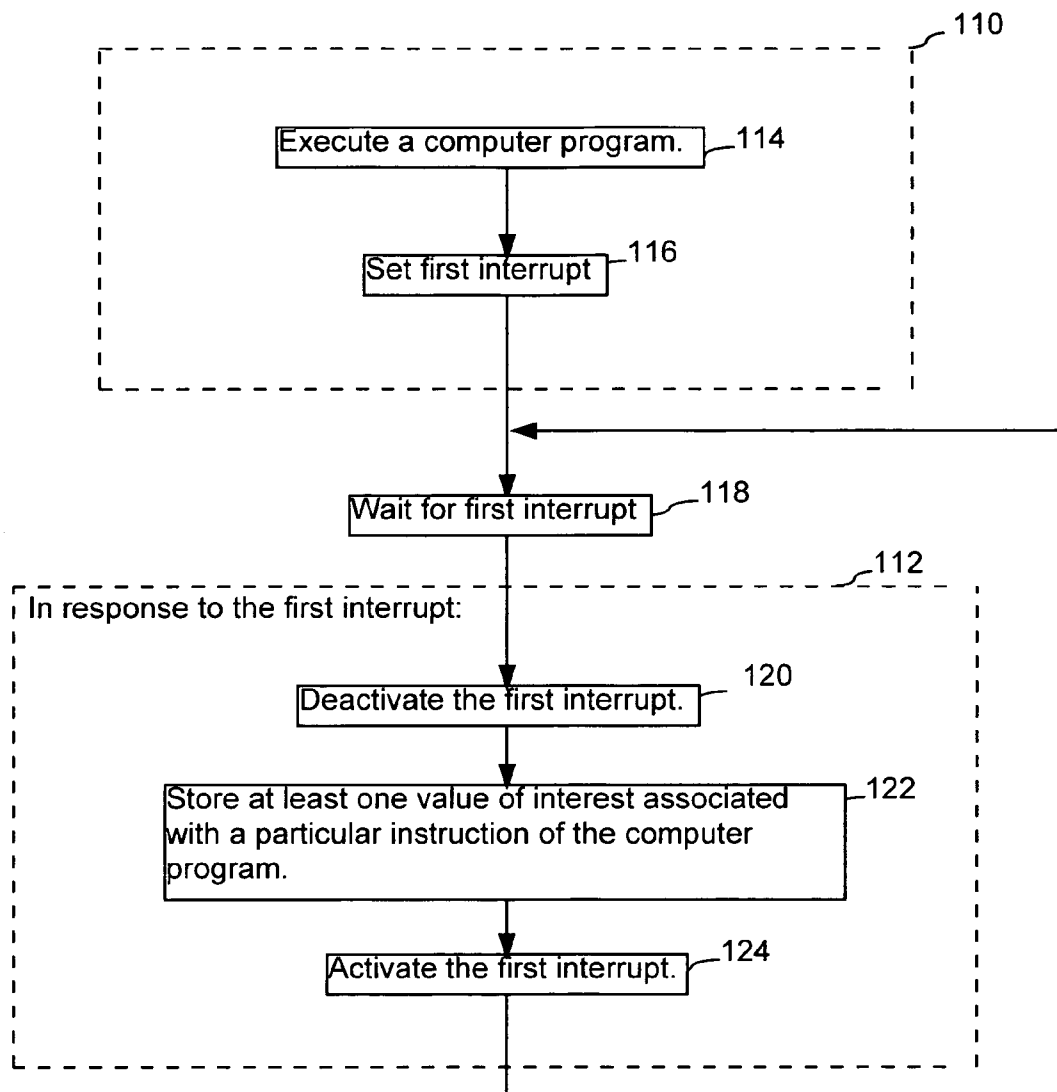 110
Execute a computer program.
114
Set first interrupt
116
Wait for first interrupt
118
112
In response to the first interrupt:
Deactivate the first interrupt.
120
Store at least one value of interest associated
with a particular instruction of the computer
program.
122
Activate the first interrupt.
124